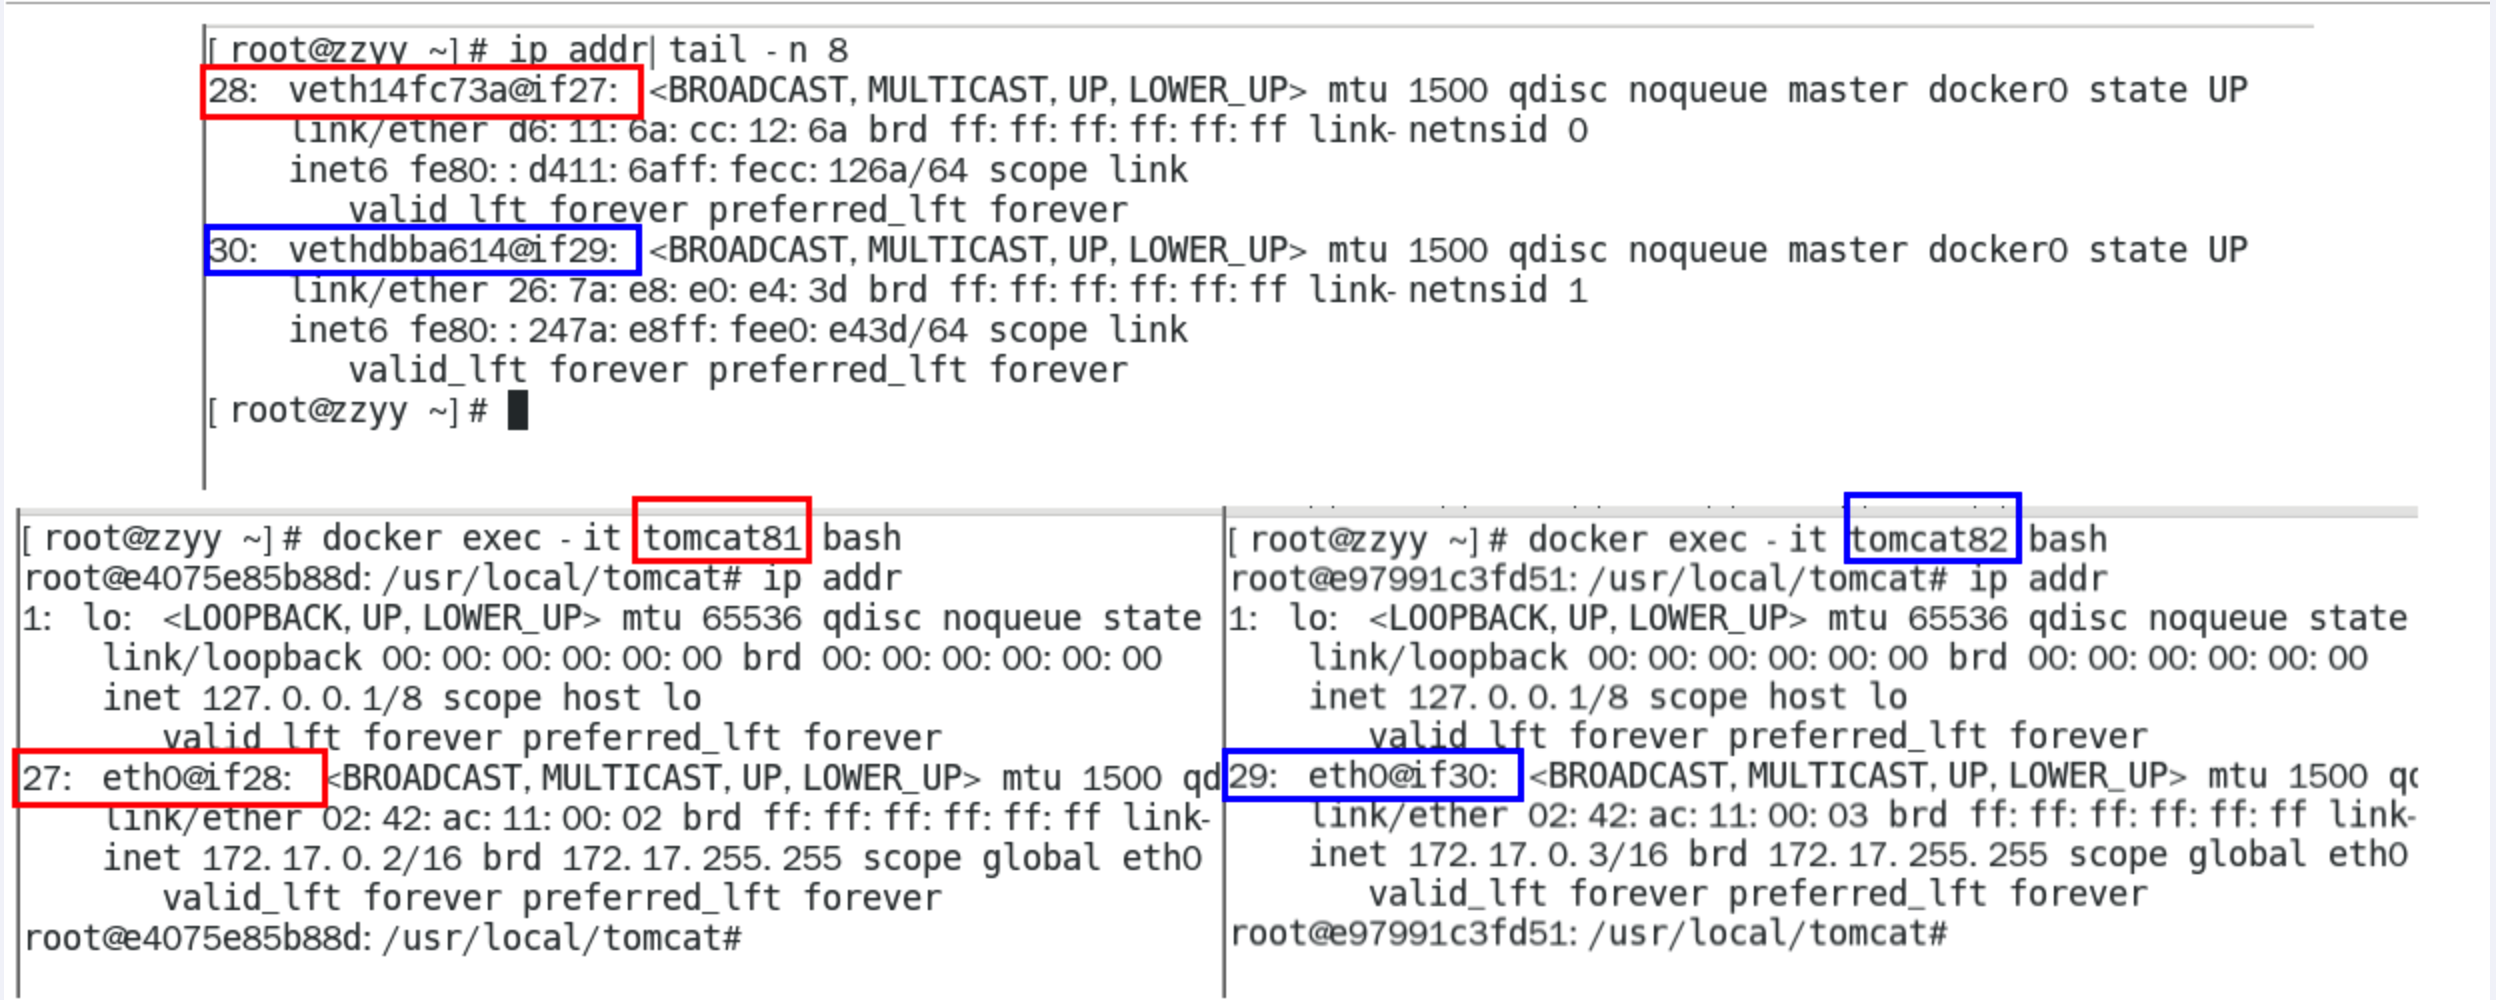 [root@zzyy ~]# ip addr| tail -n 8
28: veth14fc73a@if27: <BROADCAST,MULTICAST,UP,LOWER_UP> mtu 1500 qdisc noqueue master docker0 state UP
link/ether d6:11:6a:cc:12:6a brd ff:ff:ff:ff:ff:ff link-netnsid 0
inet6 fe80::d411:6aff:fecc:126a/64 scope link
valid_lft forever preferred_lft forever
30: vethdbba614@if29: <BROADCAST,MULTICAST,UP,LOWER_UP> mtu 1500 qdisc noqueue master docker0 state UP
link/ether 26:7a:e8:e0:e4:3d brd ff:ff:ff:ff:ff:ff link-netnsid 1
inet6 fe80::247a:e8ff:fee0:e43d/64 scope link
valid_lft forever preferred_lft forever
[root@zzyy ~]#
[root@zzyy ~]# docker exec -it tomcat81 bash
root@e4075e85b88d:/usr/local/tomcat# ip addr
1: lo: <LOOPBACK,UP,LOWER_UP> mtu 65536 qdisc noqueue state
link/loopback 00:00:00:00:00:00 brd 00:00:00:00:00:00
inet 127.0.0.1/8 scope host lo
valid_lft forever preferred_lft forever
27: eth0@if28: <BROADCAST,MULTICAST,UP,LOWER_UP> mtu 1500 qd
link/ether 02:42:ac:11:00:02 brd ff:ff:ff:ff:ff:ff link-
inet 172.17.0.2/16 brd 172.17.255.255 scope global eth0
valid_lft forever preferred_lft forever
root@e4075e85b88d:/usr/local/tomcat#
[root@zzyy ~]# docker exec -it tomcat82 bash
root@e97991c3fd51:/usr/local/tomcat# ip addr
1: lo: <LOOPBACK,UP,LOWER_UP> mtu 65536 qdisc noqueue state
link/loopback 00:00:00:00:00:00 brd 00:00:00:00:00:00
inet 127.0.0.1/8 scope host lo
valid_lft forever preferred_lft forever
29: eth0@if30: <BROADCAST,MULTICAST,UP,LOWER_UP> mtu 1500
link/ether 02:42:ac:11:00:03 brd ff:ff:ff:ff:ff:ff link-
inet 172.17.0.3/16 brd 172.17.255.255 scope global eth0
valid_lft forever preferred_lft forever
root@e97991c3fd51:/usr/local/tomcat#